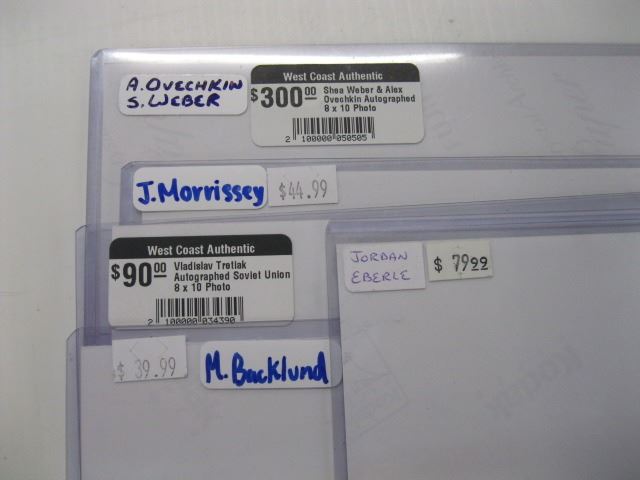 A. OVECHKIN
S. WEBER
West Coast Authentic
$300.00 Shea Weber & Alex
Ovechkin Autographed
8 x 10 Photo
2 100000 050505
J. Morrissey
$44.99
West Coast Authentic
$90.00 Vladislav Tretiak
Autographed Soviet Union
8 x 10 Photo
2 100000 034390
JORDAN
EBERLE
$ 79.99
$ 39.99
M. Backlund